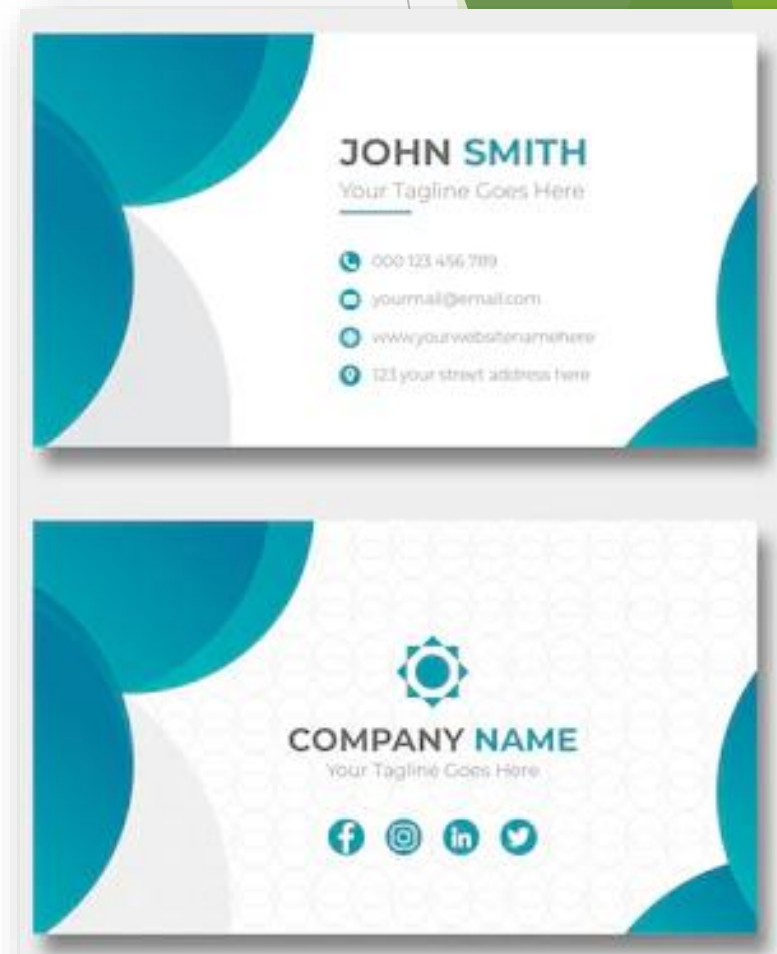 JOHN SMITH
Your Tagline Goes Here
000 123 456 789
yourmail@email.com
www.yourwebsitenamehere
123 your street address here
COMPANY NAME
Your Tagline Goes Here